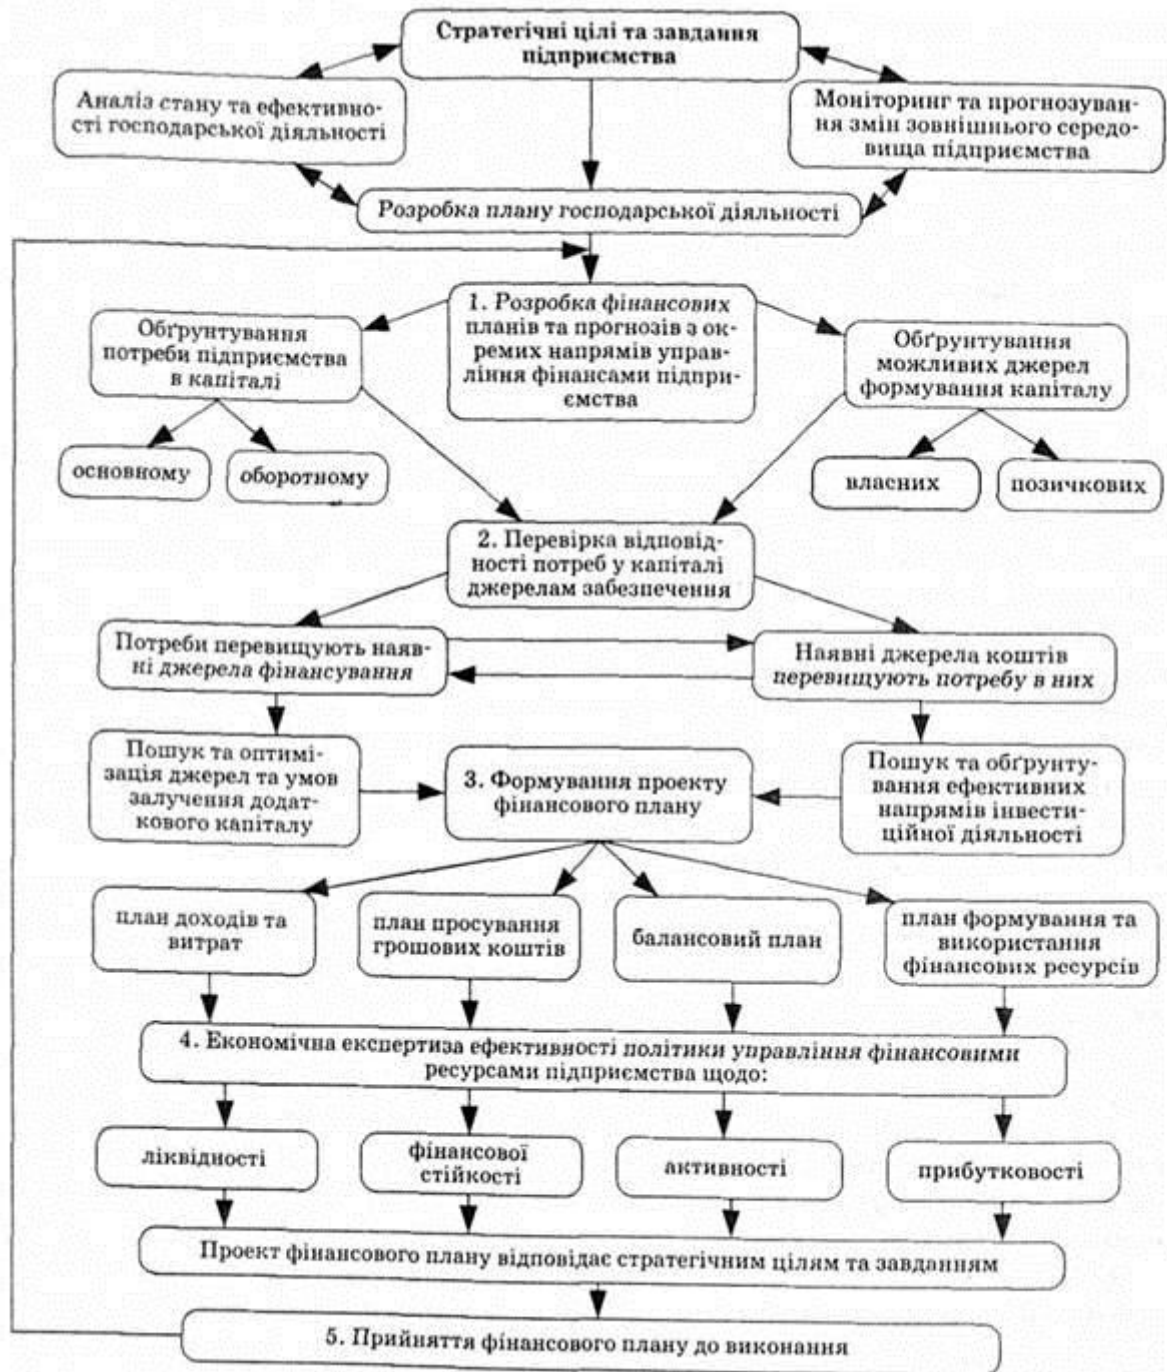 Стратегічні цілі та завдання
підприємства
Аналіз стану та ефективно-
сті господарської діяльності
Моніторинг та прогнозуван-
ня змін зовнішнього середо-
вища підприємства
Розробка плану господарської діяльності
1. Розробка фінансових
планів та прогнозів з ок-
ремих напрямів управ-
ління фінансами підпри-
ємства
Обґрунтування
потреби підприємства
в капіталі
Обґрунтування
можливих джерел
формування капіталу
основному
оборотному
власних
позичкових
2. Перевірка відповід-
ності потреб у капіталі
джерелам забезпечення
Потреби перевищують наяв-
ні джерела фінансування
Наявні джерела коштів
перевищують потребу в них
Пошук та оптимі-
зація джерел та умов
залучення додат-
кового капіталу
3. Формування проекту
фінансового плану
Пошук та обґрунту-
вання ефективних
напрямів інвести-
ційної діяльності
план доходів та
витрат
план просування
грошових коштів
балансовий план
план формування та
використання
фінансових ресурсів
4. Економічна експертиза ефективності політики управління фінансовими
ресурсами підприємства щодо:
ліквідності
фінансової
стійкості
активності
прибутковості
Проект фінансового плану відповідає стратегічним цілям та завданням
5. Прийняття фінансового плану до виконання